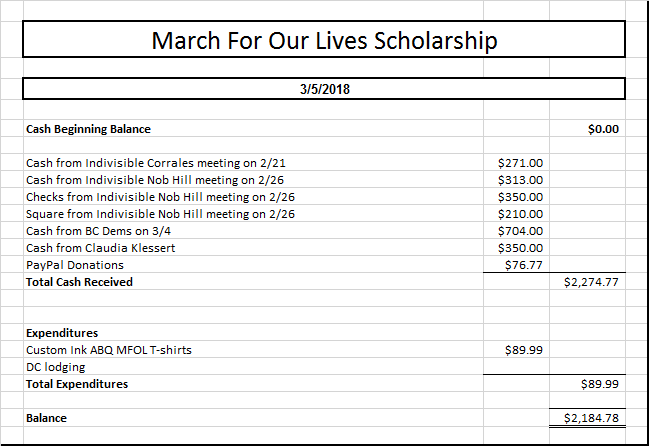 March For Our Lives Scholarship
3/5/2018
Cash Beginning Balance $0.00
Cash from Indivisible Corrales meeting on 2/21 $271.00
Cash from Indivisible Nob Hill meeting on 2/26 $313.00
Checks from Indivisible Nob Hill meeting on 2/26 $350.00
Square from Indivisible Nob Hill meeting on 2/26 $210.00
Cash from BC Dems on 3/4 $704.00
Cash from Claudia Klessert $350.00
PayPal Donations $76.77
Total Cash Received $2,274.77
Expenditures
Custom Ink ABQ MFOL T-shirts $89.99
DC lodging
Total Expenditures $89.99
Balance $2,184.78